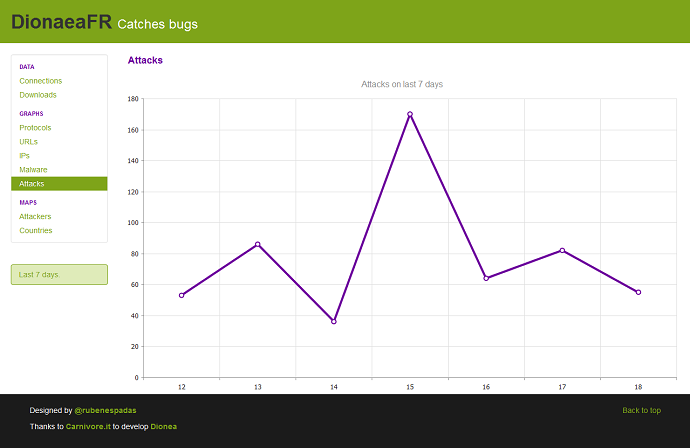 DionaeaFR Catches bugs
DATA
Connections
Downloads
GRAPHS
Protocols
URLs
IPs
Malware
Attacks
MAPS
Attackers
Countries
Last 7 days.
Attacks
Attacks on last 7 days
180
160
140
120
100
80
60
40
20
0
12 13 14 15 16 17 18
Designed by @rubenespadas
Thanks to Carnivore.it to develop Dionea
Back to top